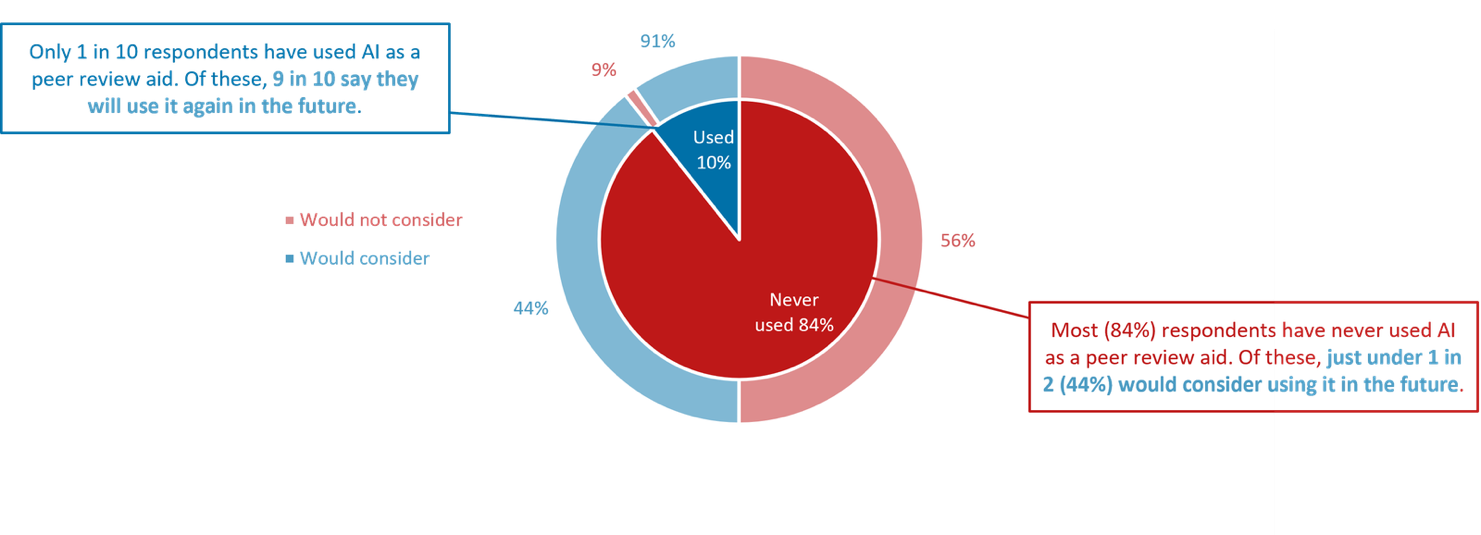 Only 1 in 10 respondents have used AI as a
peer review aid. Of these, 9 in 10 say they
will use it again in the future.
91%
9%
Used
10%
Would not consider
Would consider
56%
44%
Never
used 84%
Most (84%) respondents have never used AI
as a peer review aid. Of these, just under 1 in
2 (44%) would consider using it in the future.